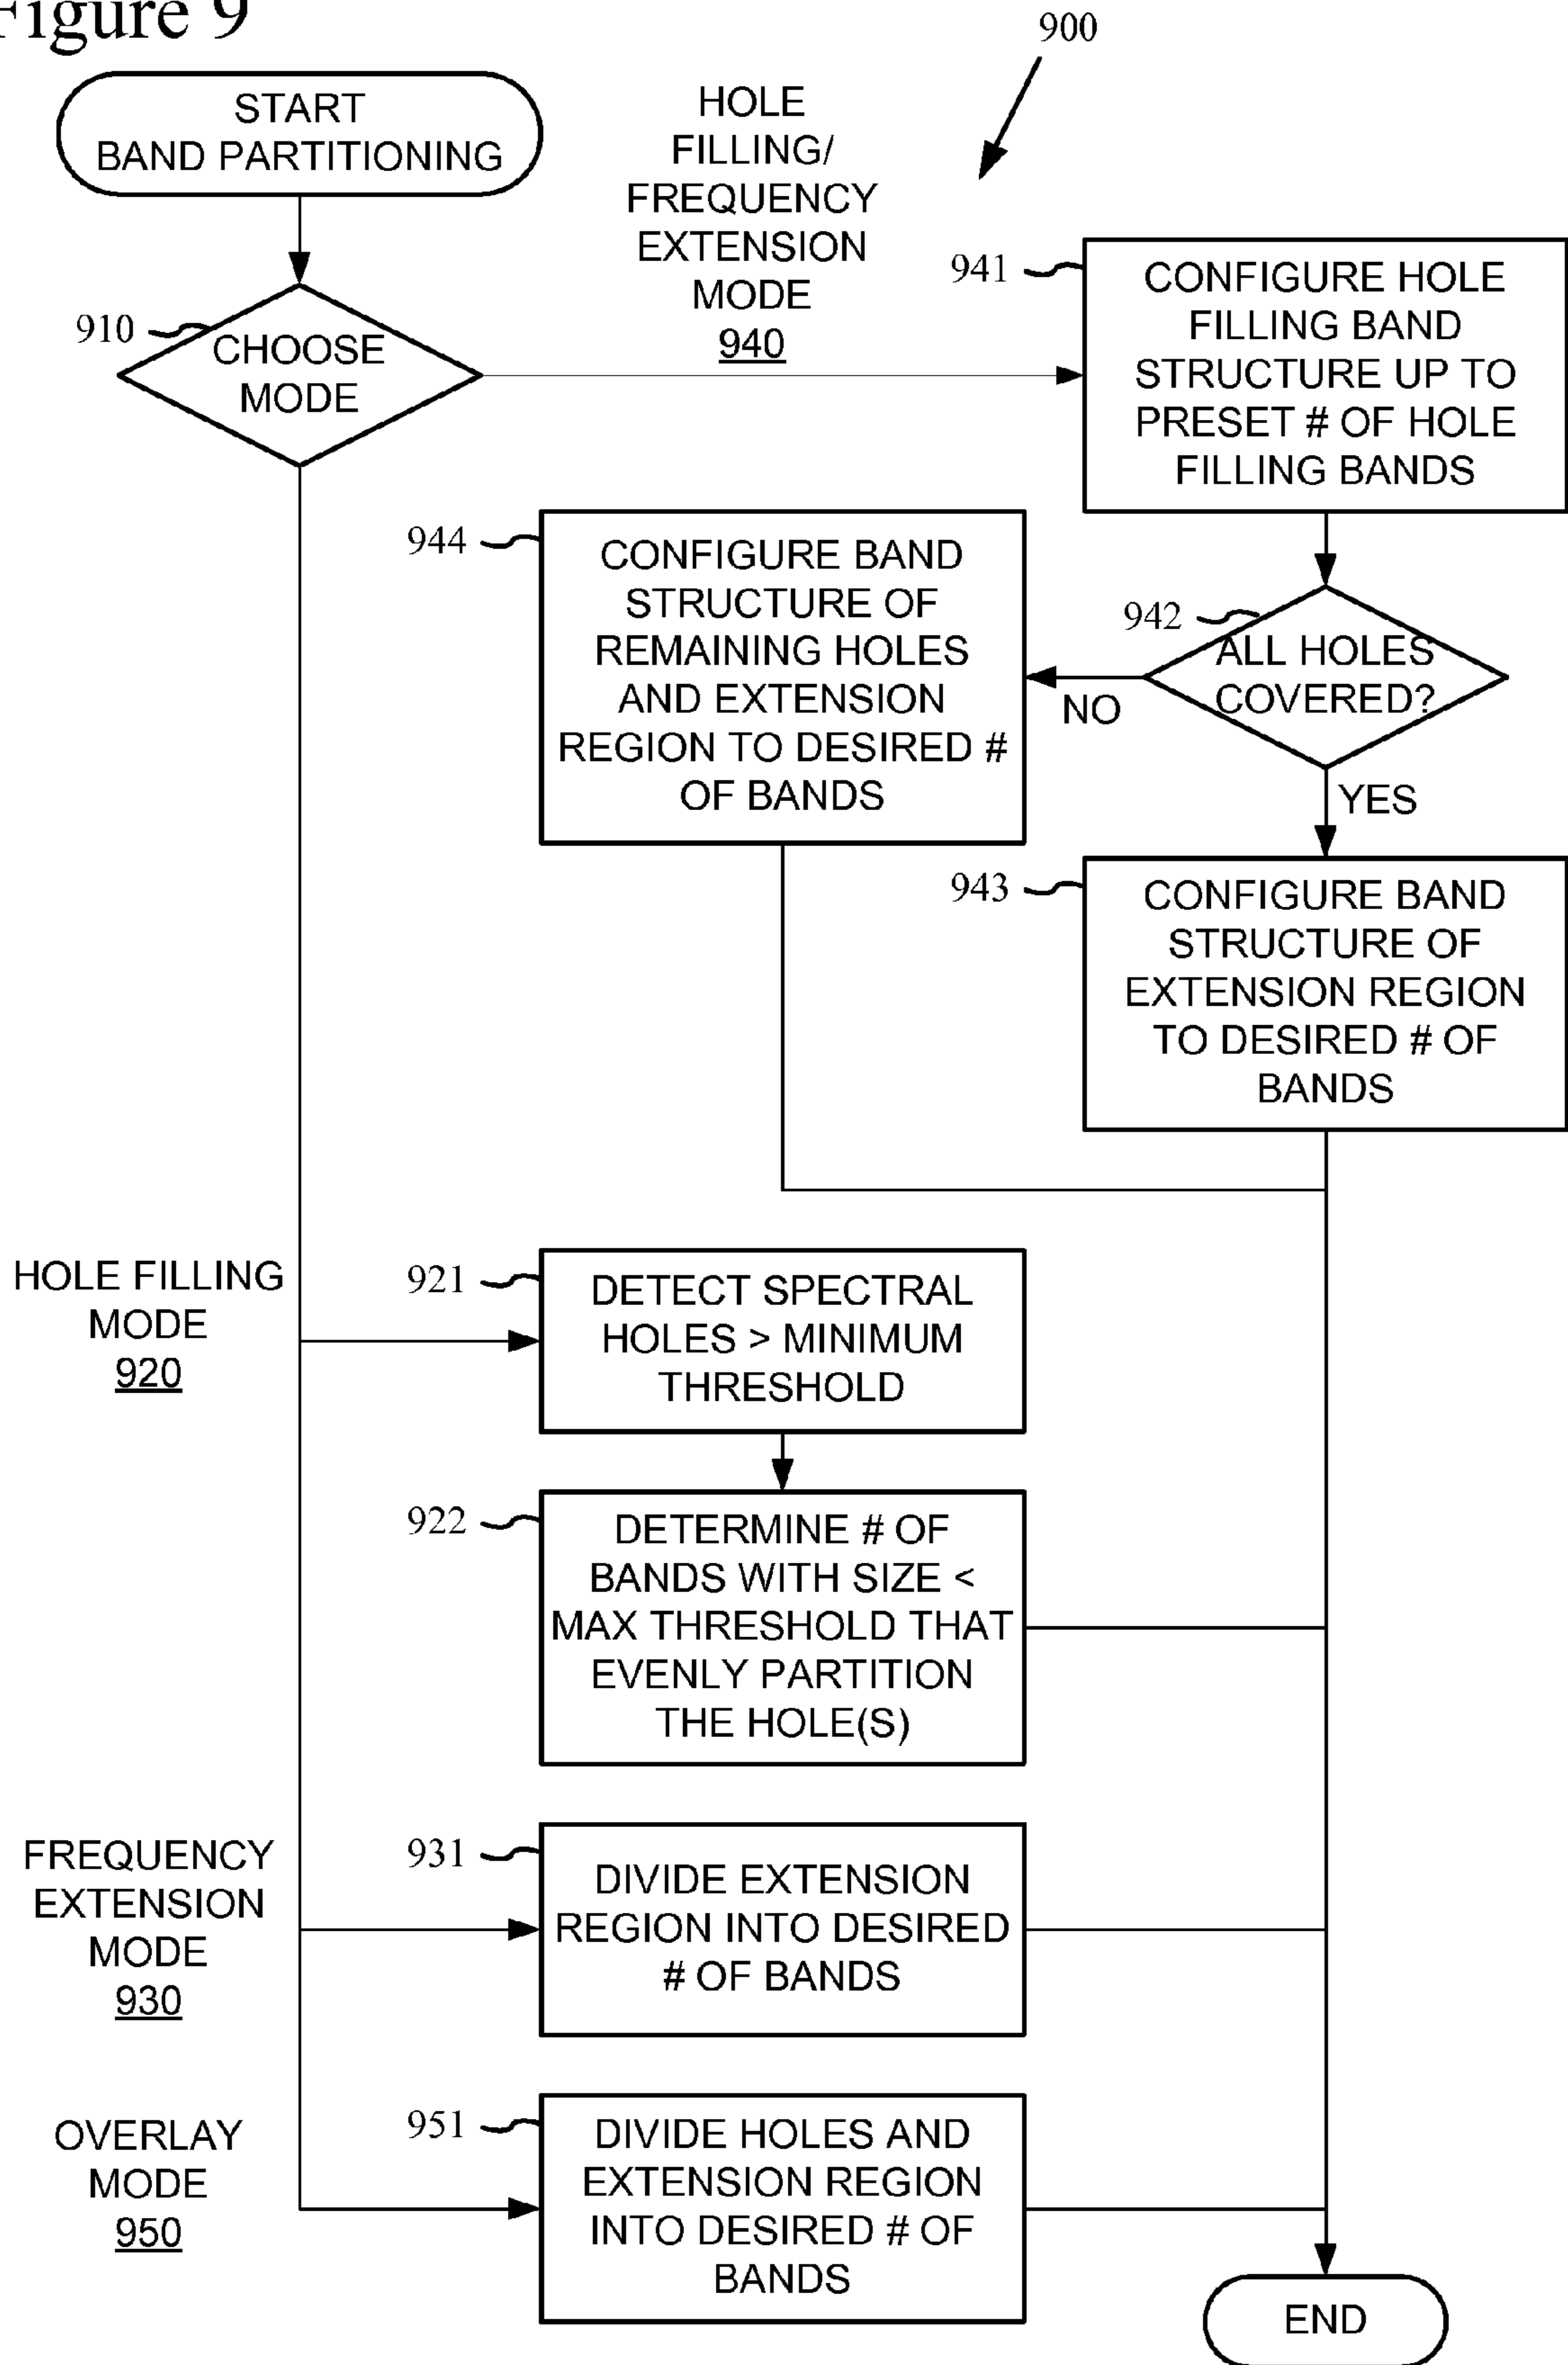 Figure 9
900
START
BAND PARTITIONING
HOLE
FILLING/
FREQUENCY
EXTENSION
MODE
940
910
CHOOSE
MODE
941
CONFIGURE HOLE
FILLING BAND
STRUCTURE UP TO
PRESET # OF HOLE
FILLING BANDS
944
CONFIGURE BAND
STRUCTURE OF
REMAINING HOLES
AND EXTENSION
REGION TO DESIRED #
OF BANDS
942
ALL HOLES
COVERED?
NO
YES
943
CONFIGURE BAND
STRUCTURE OF
EXTENSION REGION
TO DESIRED # OF
BANDS
HOLE FILLING
MODE
920
921
DETECT SPECTRAL
HOLES > MINIMUM
THRESHOLD
922
DETERMINE # OF
BANDS WITH SIZE <
MAX THRESHOLD THAT
EVENLY PARTITION
THE HOLE(S)
FREQUENCY
EXTENSION
MODE
930
931
DIVIDE EXTENSION
REGION INTO DESIRED
# OF BANDS
OVERLAY
MODE
950
951
DIVIDE HOLES AND
EXTENSION REGION
INTO DESIRED # OF
BANDS
END